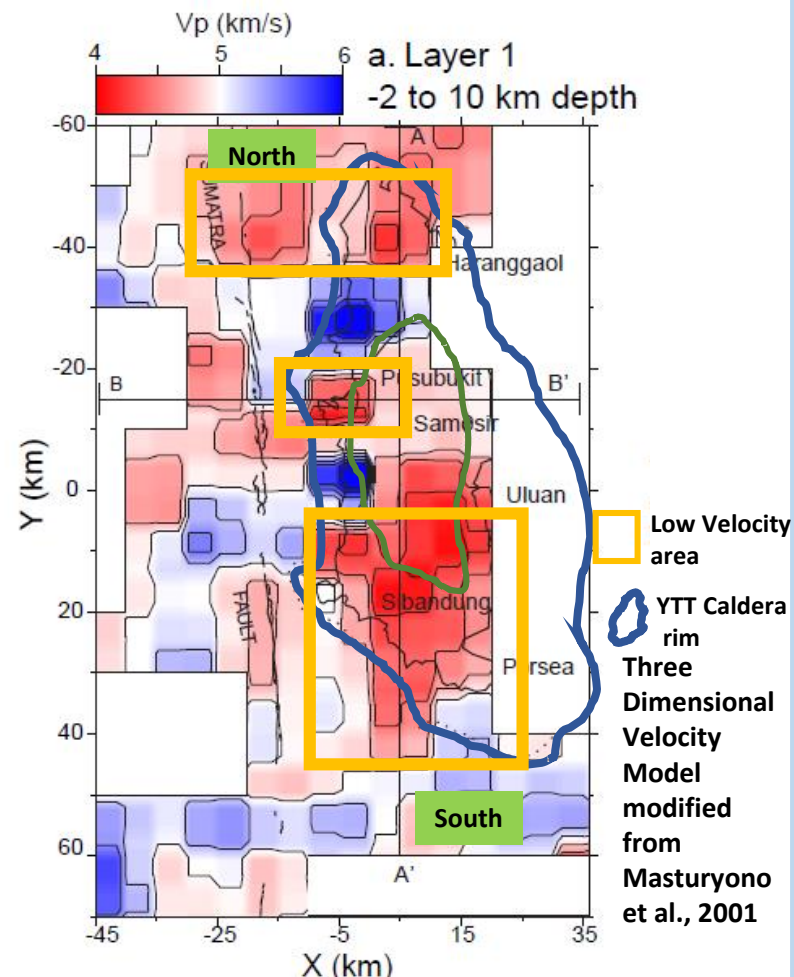 Vp (km/s)
4 5 6
a. Layer 1
-2 to 10 km depth
-60
-40
-20
0
20
40
60
Y (km)
North
A
SUMATRA
Haranggaol
B
B'
Pusubukit
Samosir
Uluan
Sibandung
FAULT
Porsea
South
A'
-45 -25 -5 15 35
X (km)
Low Velocity
area
YTT Caldera
rim
Three
Dimensional
Velocity
Model
modified
from
Masturyono
et al., 2001